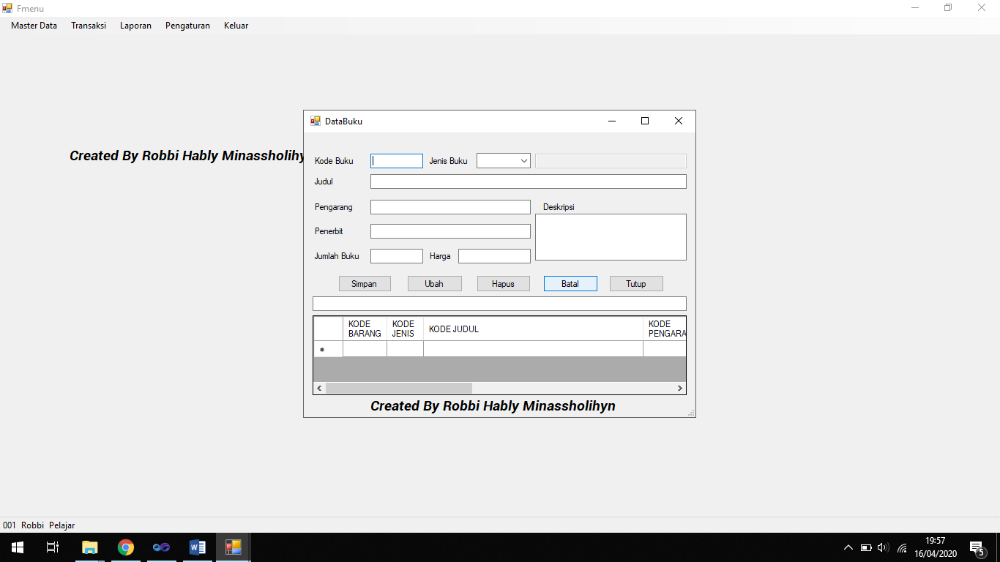 Fmenu
Master Data Transaksi Laporan Pengaturan Keluar
Created By Robbi Hably Minassholihy
DataBuku
Kode Buku Jenis Buku
Judul
Pengarang Deskripsi
Penerbit
Jumlah Buku Harga
Simpan Ubah Hapus Batal Tutup
KODE BARANG KODE JENIS KODE JUDUL KODE PENGARA
Created By Robbi Hably Minassholihyn
001 Robbi Pelajar
19:57
16/04/2020
5